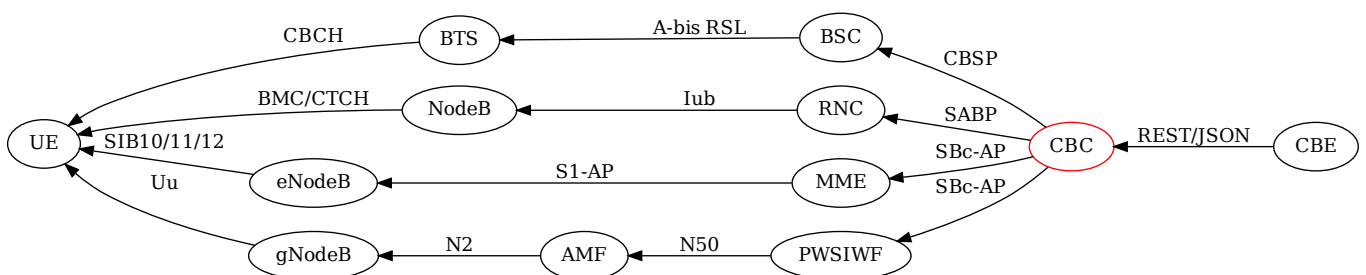 CBCH
BTS
A-bis RSL
BSC
CBSP
BMC/CTCH
NodeB
Iub
RNC
SABP
UE
SIB10/11/12
eNodeB
S1-AP
MME
SBc-AP
CBC
REST/JSON
CBE
Uu
SBc-AP
gNodeB
N2
AMF
N50
PWSIWF